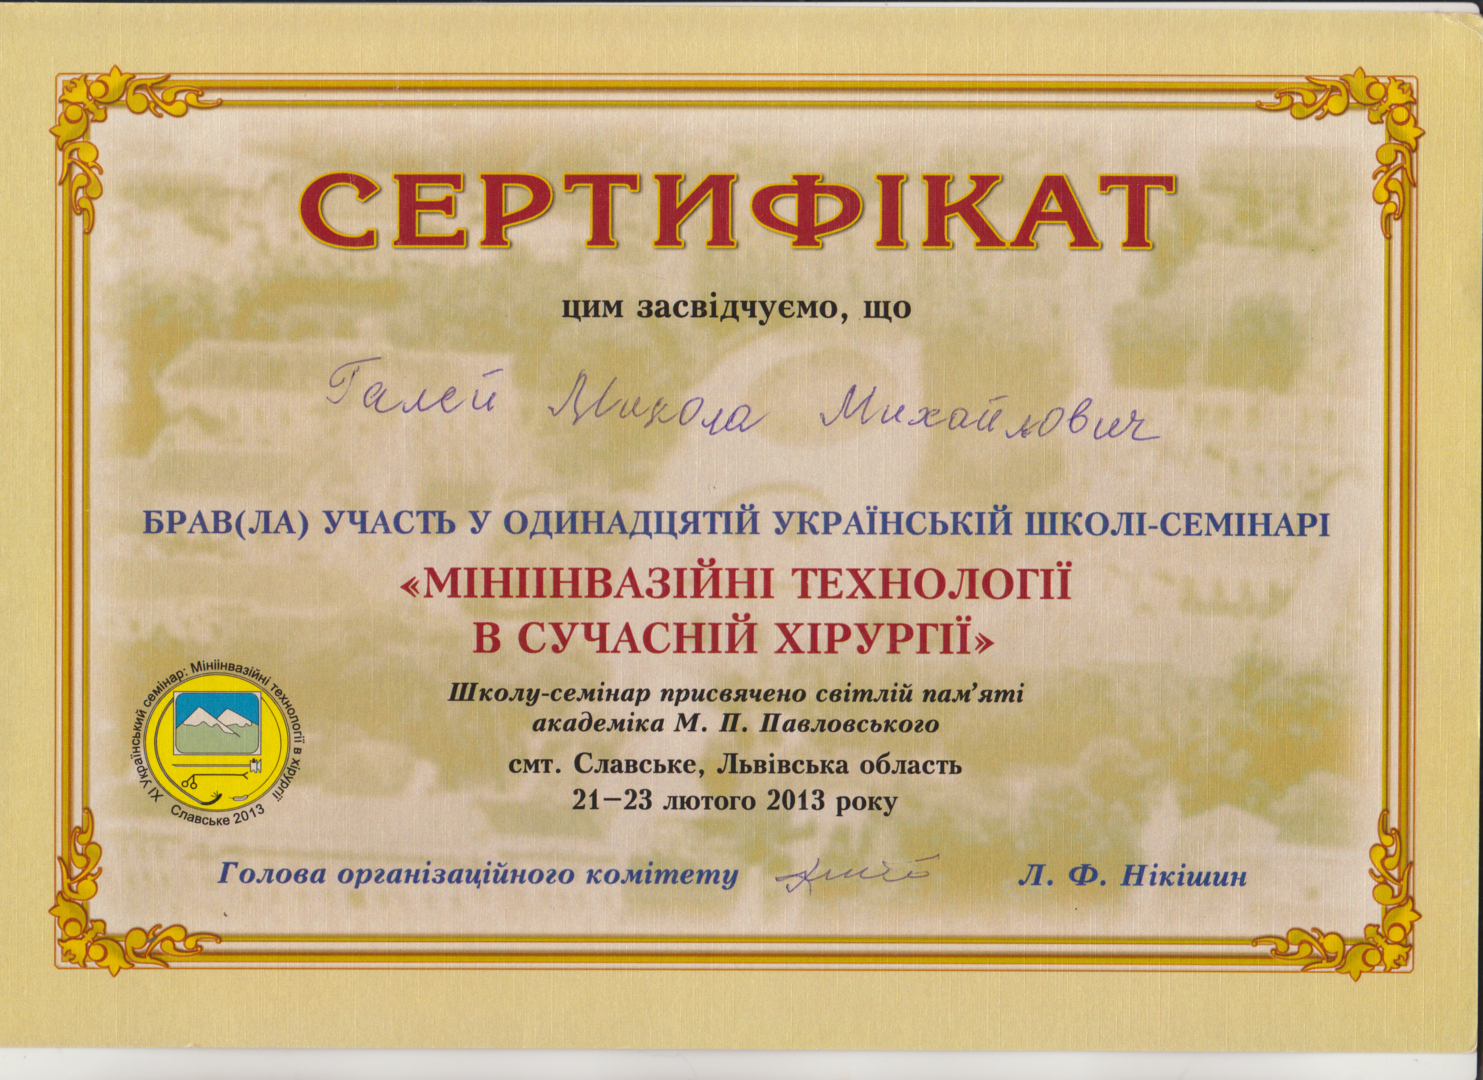 СЕРТИФІКАТ
цим засвідчуємо, що
Галей Микола Михайлович
БРАВ(ЛА) УЧАСТЬ У ОДИНАДЦЯТІЙ УКРАЇНСЬКІЙ ШКОЛІ-СЕМІНАРІ
«МІНІІНВАЗІЙНІ ТЕХНОЛОГІЇ
В СУЧАСНІЙ ХІРУРГІЇ»
Школу-семінар присвячено світлій пам’яті
академіка М. П. Павловського
смт. Славське, Львівська область
21–23 лютого 2013 року
XI Український семінар: Мініінвазійні технології в хірургії
Славське 2013
Голова організаційного комітету Л. Ф. Нікішин